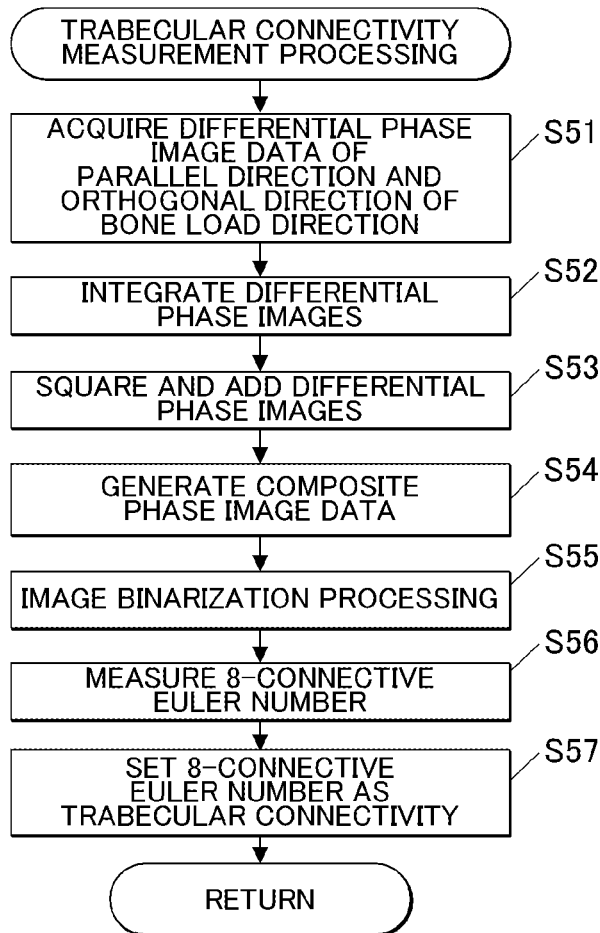 TRABECULAR CONNECTIVITY
MEASUREMENT PROCESSING
ACQUIRE DIFFERENTIAL PHASE
IMAGE DATA OF
PARALLEL DIRECTION AND
ORTHOGONAL DIRECTION OF
BONE LOAD DIRECTION
S51
INTEGRATE DIFFERENTIAL
PHASE IMAGES
S52
SQUARE AND ADD DIFFERENTIAL
PHASE IMAGES
S53
GENERATE COMPOSITE
PHASE IMAGE DATA
S54
IMAGE BINARIZATION PROCESSING
S55
MEASURE 8-CONNECTIVE
EULER NUMBER
S56
SET 8-CONNECTIVE
EULER NUMBER AS
TRABECULAR CONNECTIVITY
S57
RETURN